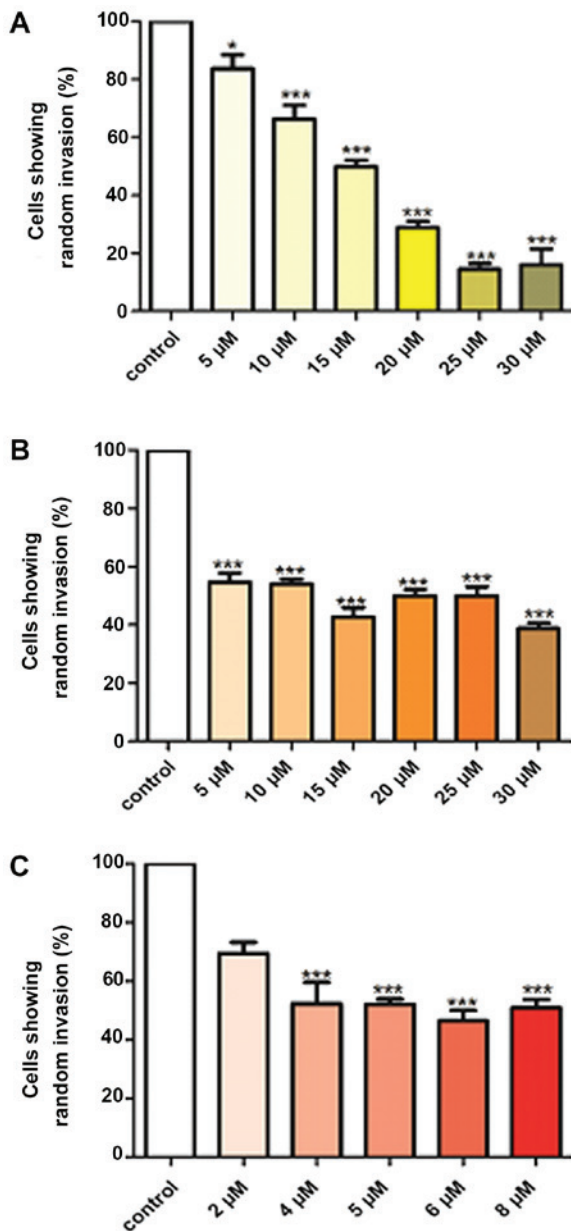 A
Cells showing
random invasion (%)
100
80
60
40
20
0
*
***
***
***
***
***
control
5 µM
10 µM
15 µM
20 µM
25 µM
30 µM
B
Cells showing
random invasion (%)
100
80
60
40
20
0
***
***
***
***
***
***
control
5 µM
10 µM
15 µM
20 µM
25 µM
30 µM
C
Cells showing
random invasion (%)
100
80
60
40
20
0
***
***
***
***
control
2 µM
4 µM
5 µM
6 µM
8 µM